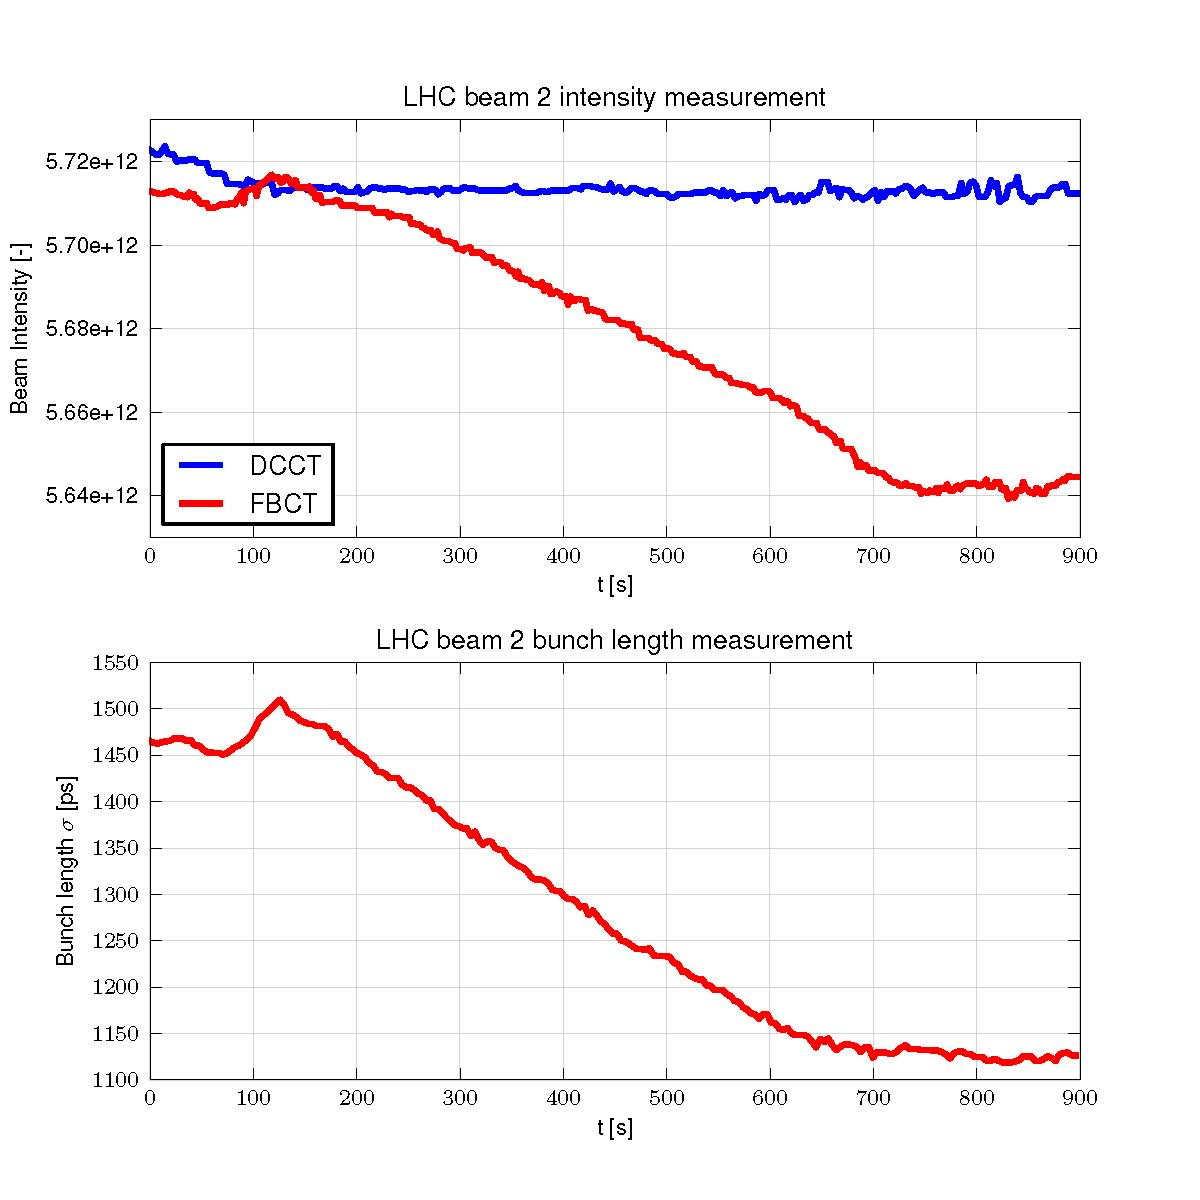 LHC beam 2 intensity measurement
5.72e+12
5.70e+12
5.68e+12
5.66e+12
5.64e+12
Beam Intensity [-]
DCCT
FBCT
0 100 200 300 400 500 600 700 800 900
t [s]
LHC beam 2 bunch length measurement
1550
1500
1450
1400
1350
1300
1250
1200
1150
1100
Bunch length σ [ps]
0 100 200 300 400 500 600 700 800 900
t [s]